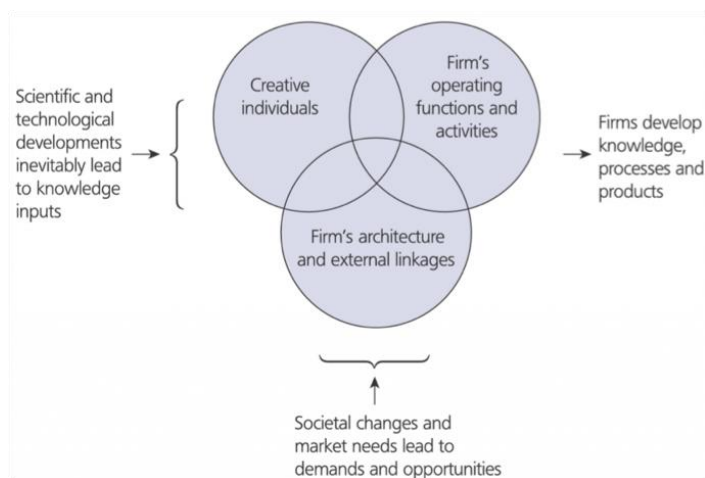 Scientific and
technological
developments
inevitably lead
to knowledge
inputs
Creative
individuals
Firm's
operating
functions and
activities
Firm's architecture
and external linkages
Firms develop
knowledge,
processes and
products
Societal changes and
market needs lead to
demands and opportunities